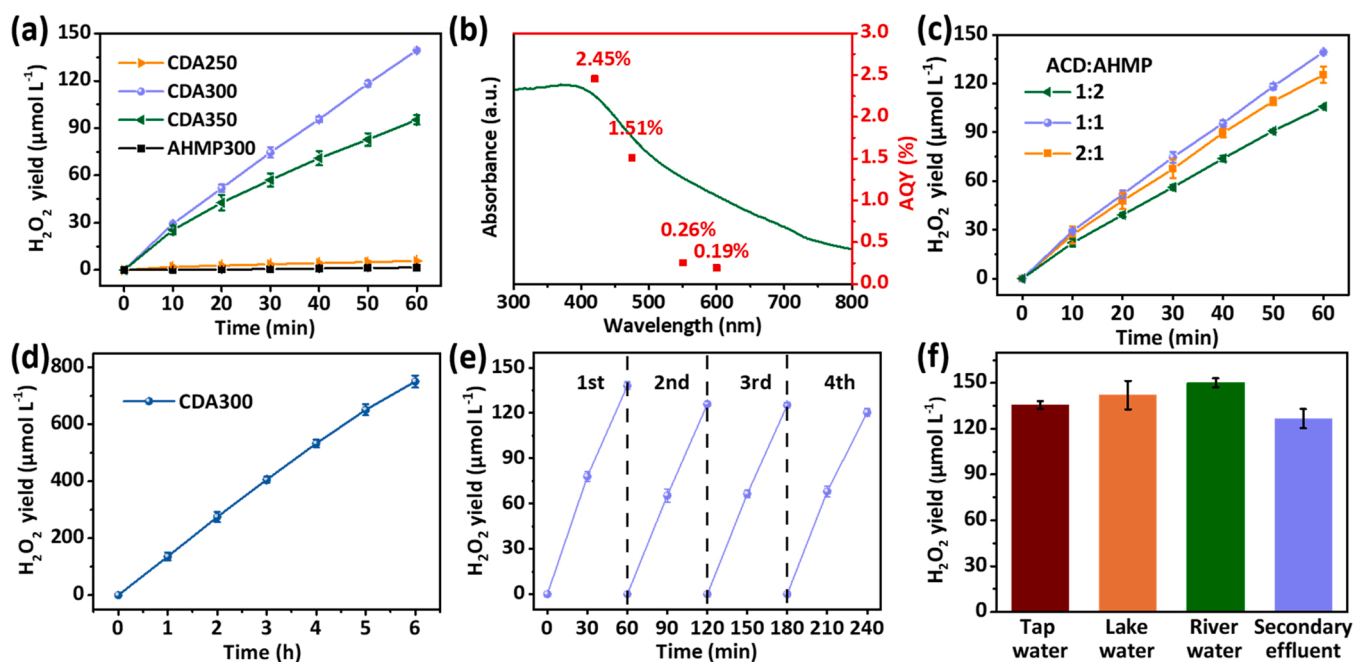 (a)
H₂O₂ yield (μmol L⁻¹)
150
120
90
60
30
0
CDA250
CDA300
CDA350
AHMP300
0 10 20 30 40 50 60
Time (min)
(b)
Absorbance (a.u.)
2.45%
1.51%
0.26%
0.19%
3.0
2.5
2.0
1.5
1.0
0.5
0.0
AQY (%)
300 400 500 600 700 800
Wavelength (nm)
(c)
H₂O₂ yield (μmol L⁻¹)
150
120
90
60
30
0
ACD:AHMP
1:2
1:1
2:1
0 10 20 30 40 50 60
Time (min)
(d)
H₂O₂ yield (μmol L⁻¹)
800
600
400
200
0
CDA300
0 1 2 3 4 5 6
Time (h)
(e)
H₂O₂ yield (μmol L⁻¹)
150
120
90
60
30
0
1st 2nd 3rd 4th
0 30 60 90 120 150 180 210 240
Time (min)
(f)
H₂O₂ yield (μmol L⁻¹)
180
150
120
90
60
30
0
Tap Lake River Secondary
water water water effluent